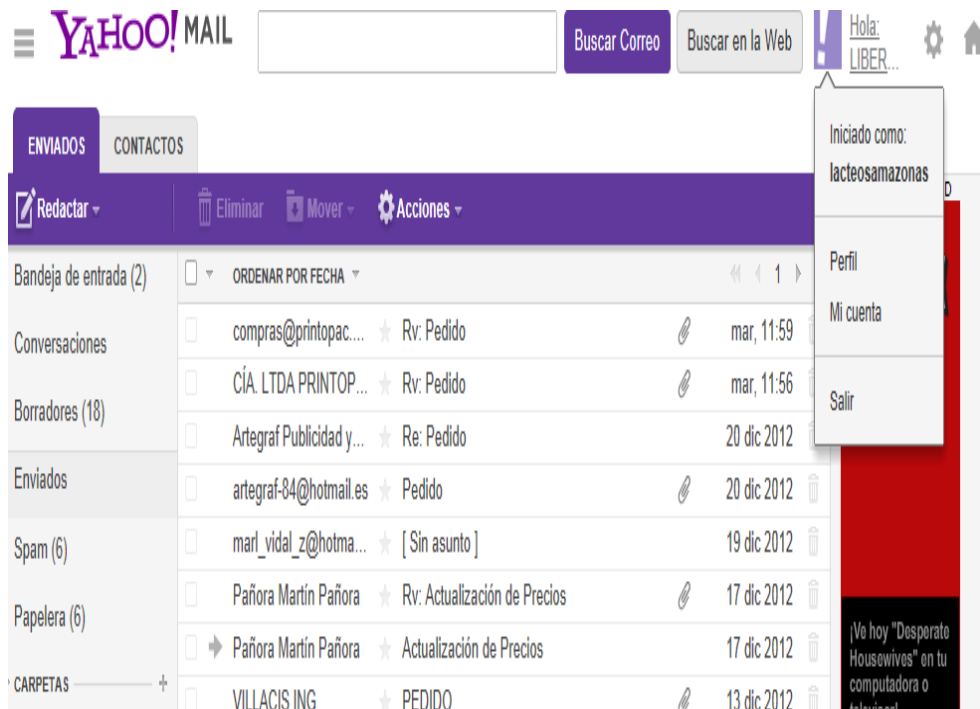 YAHOO! MAIL
Buscar Correo
Buscar en la Web
Hola:
LIBER...
ENVIADOS
CONTACTOS
Iniciado como:
lacteosamazonas
Perfil
Mi cuenta
Salir
Redactar
Eliminar
Mover
Acciones
D
Bandeja de entrada (2)
Conversaciones
Borradores (18)
Enviados
Spam (6)
Papelera (6)
CARPETAS
ORDENAR POR FECHA
1
compras@printopac.... Rv: Pedido mar, 11:59
CÍA. LTDA PRINTOP... Rv: Pedido mar, 11:56
Artegraf Publicidad y... Re: Pedido 20 dic 2012
artegraf-84@hotmail.es Pedido 20 dic 2012
marl_vidal_z@hotma... [ Sin asunto ] 19 dic 2012
Pañora Martín Pañora Rv: Actualización de Precios 17 dic 2012
Pañora Martín Pañora Actualización de Precios 17 dic 2012
VILLACIS ING PEDIDO 13 dic 2012
¡Ve hoy "Desperate
Housewives" en tu
computadora o